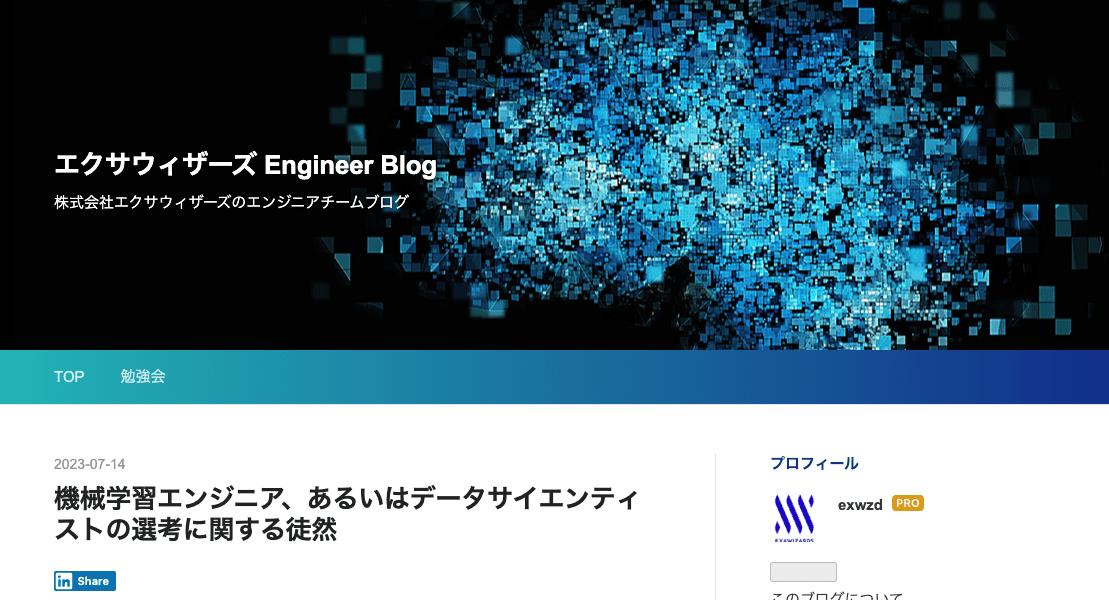 エクサウィザーズ Engineer Blog
株式会社エクサウィザーズのエンジニアチームブログ
TOP
勉強会
2023-07-14
機械学習エンジニア、あるいはデータサイエンティ
ストの選考に関する徒然
in Share
プロフィール
exwzd PRO
EXAWIZARDS
このブログについて